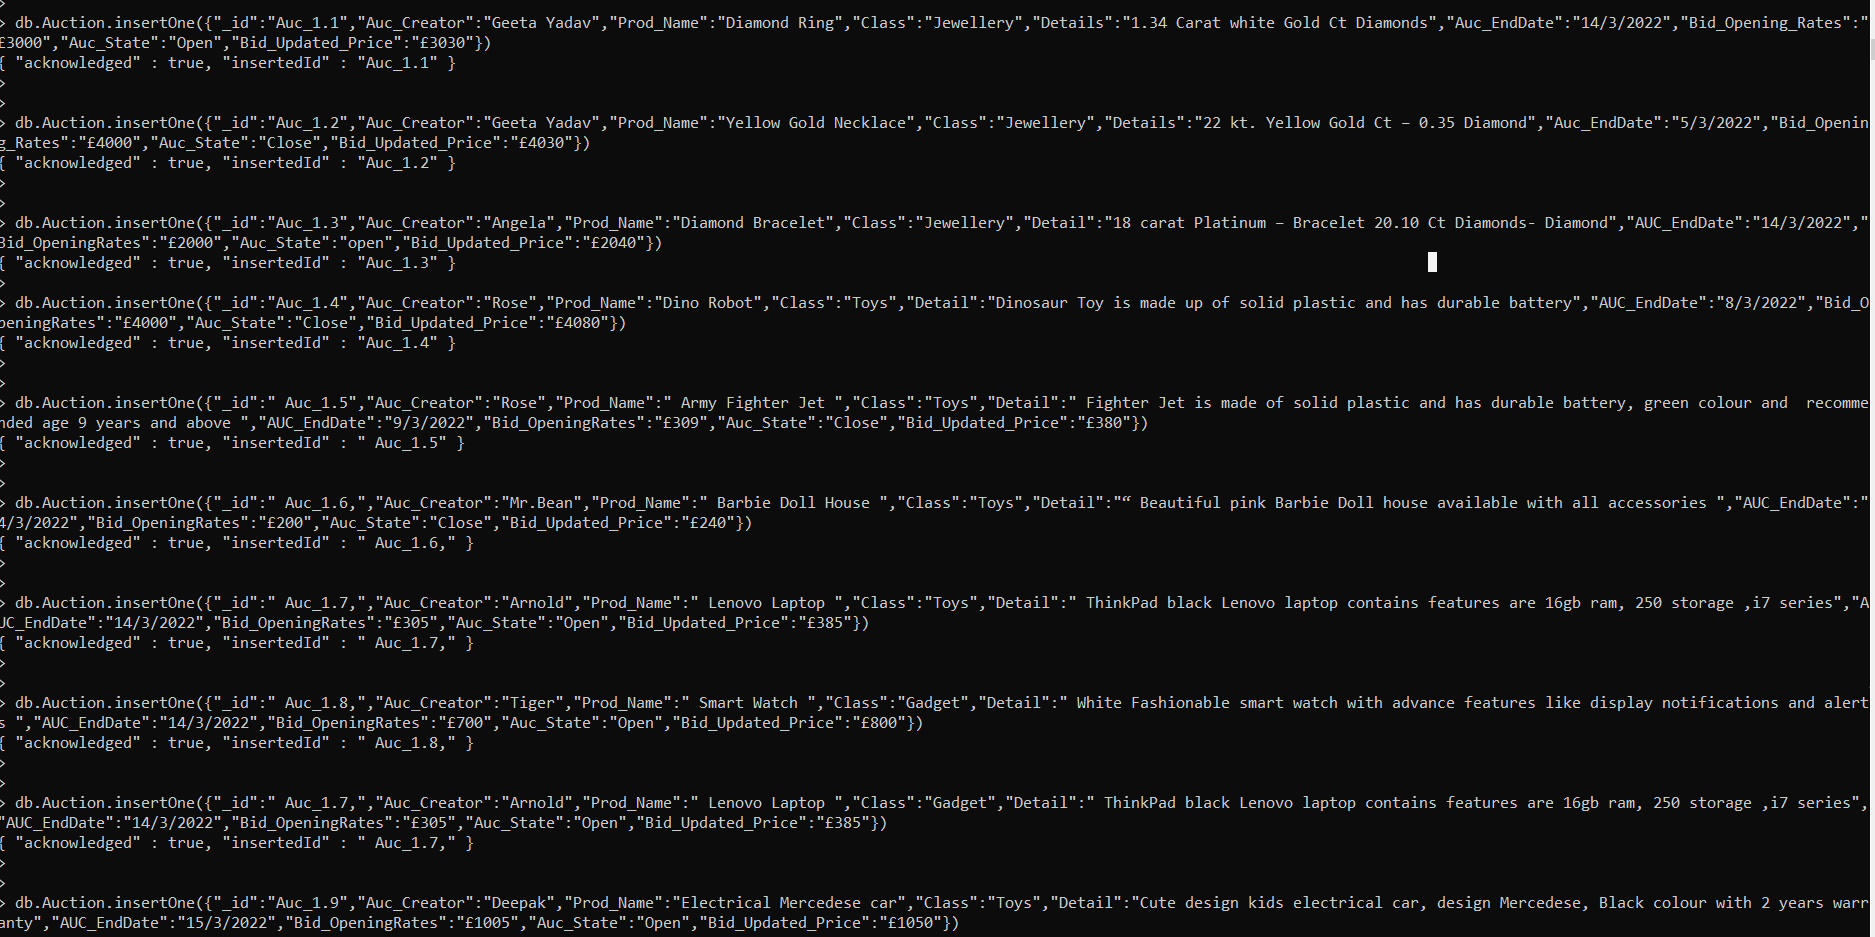 >
> db.Auction.insertOne({"_id":"Auc_1.1","Auc_Creator":"Geeta Yadav","Prod_Name":"Diamond Ring","Class":"Jewellery","Details":"1.34 Carat white Gold Ct Diamonds","Auc_EndDate":"14/3/2022","Bid_Opening_Rates":"
£3000","Auc_State":"Open","Bid_Updated_Price":"£3030"})
{ "acknowledged" : true, "insertedId" : "Auc_1.1" }
>
>
> db.Auction.insertOne({"_id":"Auc_1.2","Auc_Creator":"Geeta Yadav","Prod_Name":"Yellow Gold Necklace","Class":"Jewellery","Details":"22 kt. Yellow Gold Ct – 0.35 Diamond","Auc_EndDate":"5/3/2022","Bid_Openin
g_Rates":"£4000","Auc_State":"Close","Bid_Updated_Price":"£4030"})
{ "acknowledged" : true, "insertedId" : "Auc_1.2" }
>
>
> db.Auction.insertOne({"_id":"Auc_1.3","Auc_Creator":"Angela","Prod_Name":"Diamond Bracelet","Class":"Jewellery","Detail":"18 carat Platinum – Bracelet 20.10 Ct Diamonds- Diamond","AUC_EndDate":"14/3/2022","
Bid_OpeningRates":"£2000","Auc_State":"open","Bid_Updated_Price":"£2040"})
{ "acknowledged" : true, "insertedId" : "Auc_1.3" }
>
> db.Auction.insertOne({"_id":"Auc_1.4","Auc_Creator":"Rose","Prod_Name":"Dino Robot","Class":"Toys","Detail":"Dinosaur Toy is made up of solid plastic and has durable battery","AUC_EndDate":"8/3/2022","Bid_O
peningRates":"£4000","Auc_State":"Close","Bid_Updated_Price":"£4080"})
{ "acknowledged" : true, "insertedId" : "Auc_1.4" }
>
>
> db.Auction.insertOne({"_id":" Auc_1.5","Auc_Creator":"Rose","Prod_Name":" Army Fighter Jet ","Class":"Toys","Detail":" Fighter Jet is made of solid plastic and has durable battery, green colour and  recomme
nded age 9 years and above ","AUC_EndDate":"9/3/2022","Bid_OpeningRates":"£309","Auc_State":"Close","Bid_Updated_Price":"£380"})
{ "acknowledged" : true, "insertedId" : " Auc_1.5" }
>
>
> db.Auction.insertOne({"_id":" Auc_1.6,","Auc_Creator":"Mr.Bean","Prod_Name":" Barbie Doll House ","Class":"Toys","Detail":"“ Beautiful pink Barbie Doll house available with all accessories ","AUC_EndDate":"
4/3/2022","Bid_OpeningRates":"£200","Auc_State":"Close","Bid_Updated_Price":"£240"})
{ "acknowledged" : true, "insertedId" : " Auc_1.6," }
>
>
> db.Auction.insertOne({"_id":" Auc_1.7,","Auc_Creator":"Arnold","Prod_Name":" Lenovo Laptop ","Class":"Toys","Detail":" ThinkPad black Lenovo laptop contains features are 16gb ram, 250 storage ,i7 series","A
UC_EndDate":"14/3/2022","Bid_OpeningRates":"£305","Auc_State":"Open","Bid_Updated_Price":"£385"})
{ "acknowledged" : true, "insertedId" : " Auc_1.7," }
>
>
> db.Auction.insertOne({"_id":" Auc_1.8,","Auc_Creator":"Tiger","Prod_Name":" Smart Watch ","Class":"Gadget","Detail":" White Fashionable smart watch with advance features like display notifications and alert
s ","AUC_EndDate":"14/3/2022","Bid_OpeningRates":"£700","Auc_State":"Open","Bid_Updated_Price":"£800"})
{ "acknowledged" : true, "insertedId" : " Auc_1.8," }
>
>
> db.Auction.insertOne({"_id":" Auc_1.7,","Auc_Creator":"Arnold","Prod_Name":" Lenovo Laptop ","Class":"Gadget","Detail":" ThinkPad black Lenovo laptop contains features are 16gb ram, 250 storage ,i7 series",
"AUC_EndDate":"14/3/2022","Bid_OpeningRates":"£305","Auc_State":"Open","Bid_Updated_Price":"£385"})
{ "acknowledged" : true, "insertedId" : " Auc_1.7," }
>
>
> db.Auction.insertOne({"_id":"Auc_1.9","Auc_Creator":"Deepak","Prod_Name":"Electrical Mercedese car","Class":"Toys","Detail":"Cute design kids electrical car, design Mercedese, Black colour with 2 years warr
anty","AUC_EndDate":"15/3/2022","Bid_OpeningRates":"£1005","Auc_State":"Open","Bid_Updated_Price":"£1050"})